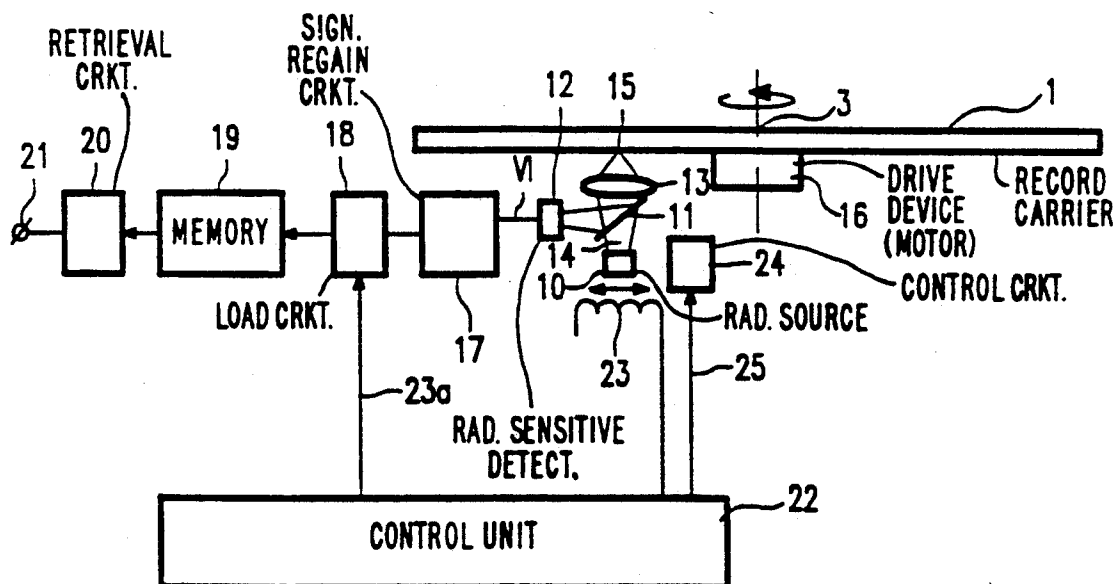 SIGN.
REGAIN
CRKT.
RETRIEVAL
CRKT.
12
15
3
1
21
20
19
18
VI
13
11
16
DRIVE
DEVICE
(MOTOR)
RECORD
CARRIER
MEMORY
14
24
10
CONTROL CRKT.
LOAD CRKT.
17
23
RAD. SOURCE
25
23a
RAD. SENSITIVE
DETECT.
22
CONTROL UNIT